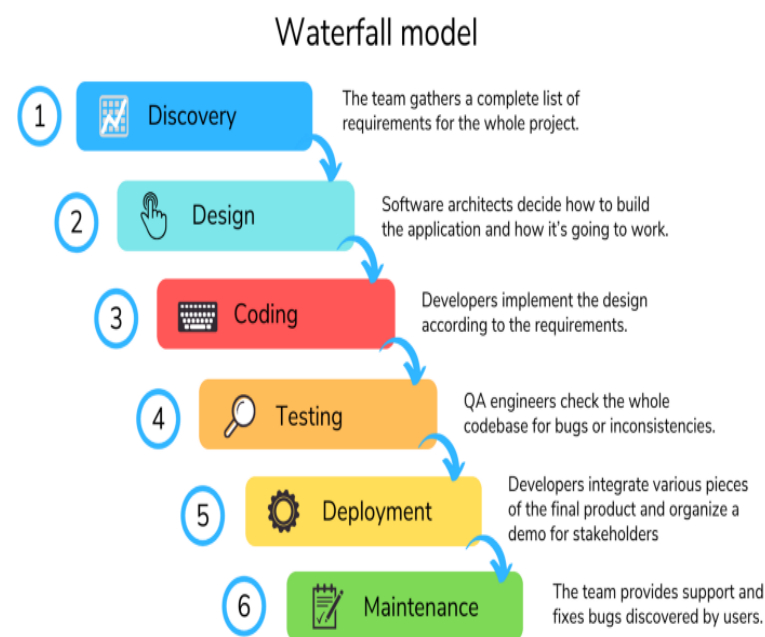 Waterfall model
1
Discovery
The team gathers a complete list of
requirements for the whole project.
2
Design
Software architects decide how to build
the application and how it's going to work.
3
Coding
Developers implement the design
according to the requirements.
4
Testing
QA engineers check the whole
codebase for bugs or inconsistencies.
5
Deployment
Developers integrate various pieces
of the final product and organize a
demo for stakeholders
6
Maintenance
The team provides support and
fixes bugs discovered by users.